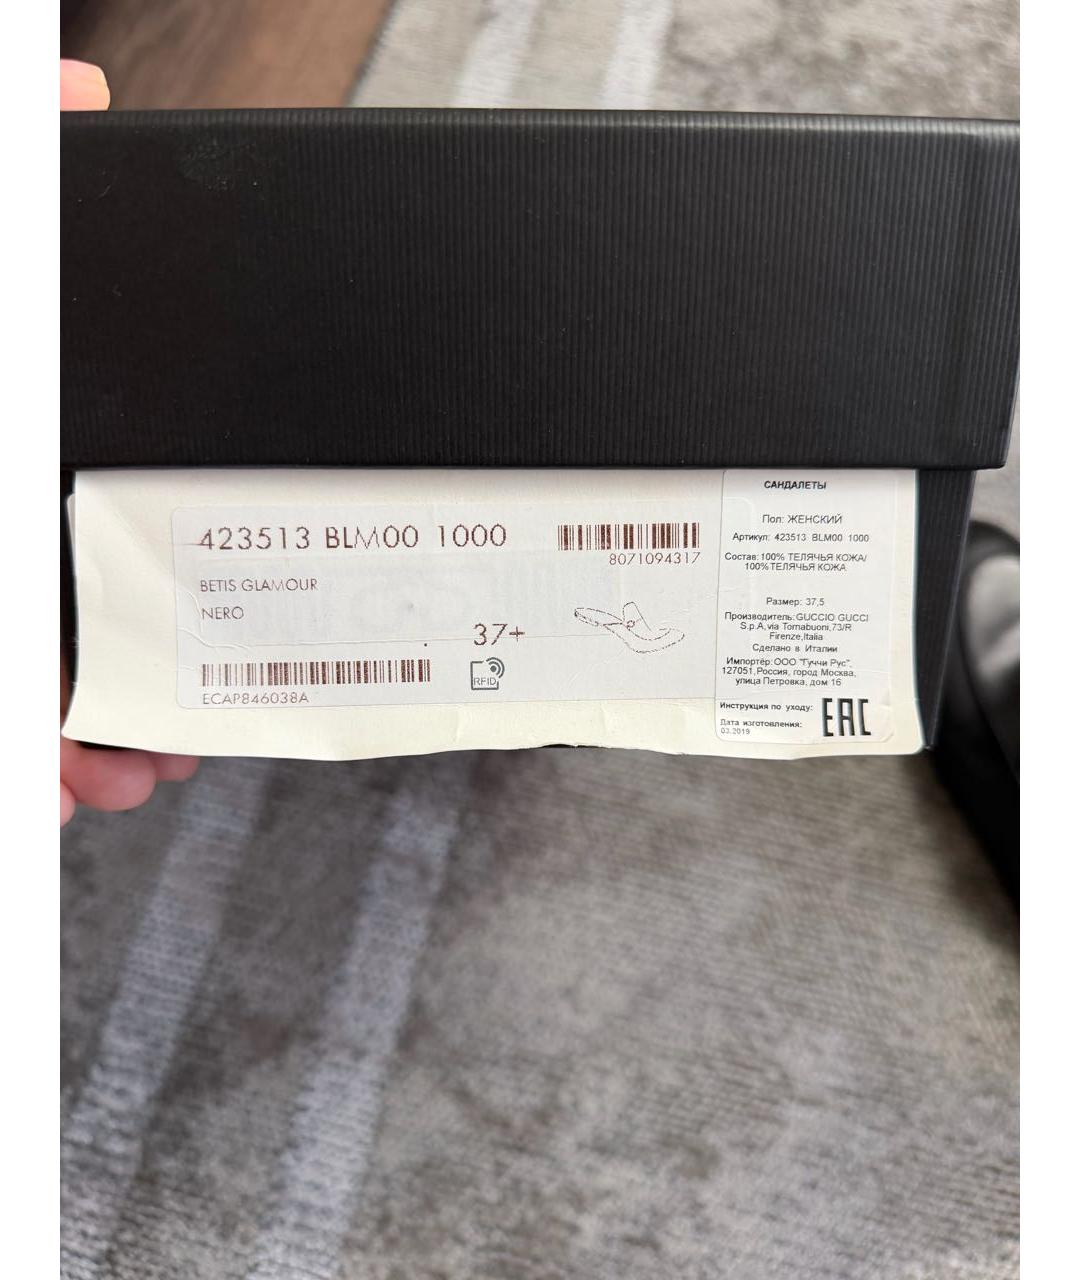 423513 BLM00 1000
8071094317
BETIS GLAMOUR
NERO
37+
RFID
ECAP846038A
САНДАЛЕТЫ
Пол: ЖЕНСКИЙ
Артикул: 423513 BLM00 1000
Состав: 100% ТЕЛЯЧЬЯ КОЖА/
100% ТЕЛЯЧЬЯ КОЖА
Размер: 37,5
Производитель: GUCCIO GUCCI
S.p.A, via Tornabuoni,73/R
Firenze, Italia
Сделано в Италии
Импортёр: ООО "Гуччи Рус",
127051, Россия, город Москва,
улица Петровка, дом 16
Инструкция по уходу:
Дата изготовления:
03.2019
EAC